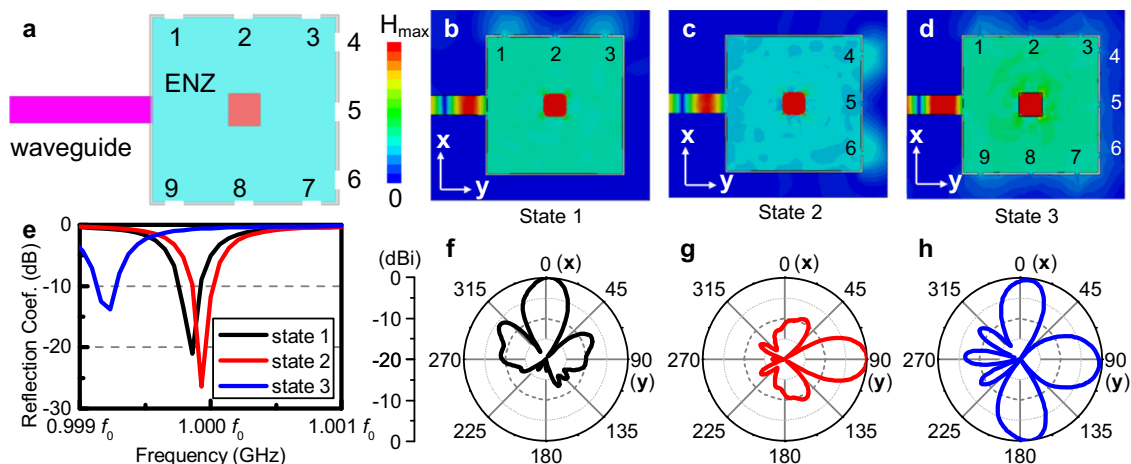 a
1 2 3 4
ENZ
5
waveguide
9 8 7 6
Hmax
0
b
1 2 3
x
y
State 1
c
4
5
6
x
y
State 2
d
1 2 3
4
5
6
9 8 7
x
y
State 3
e
Reflection Coef. (dB)
0
-10
-20
-30
state 1
state 2
state 3
0.999 f0 1.000 f0 1.001 f0
Frequency (GHz)
(dBi)
0
-10
-20
-20
-10
0
f
0 (x)
315 45
270 90
(y)
225 135
180
g
0 (x)
315 45
270 90
(y)
225 135
180
h
0 (x)
315 45
270 90
(y)
225 135
180